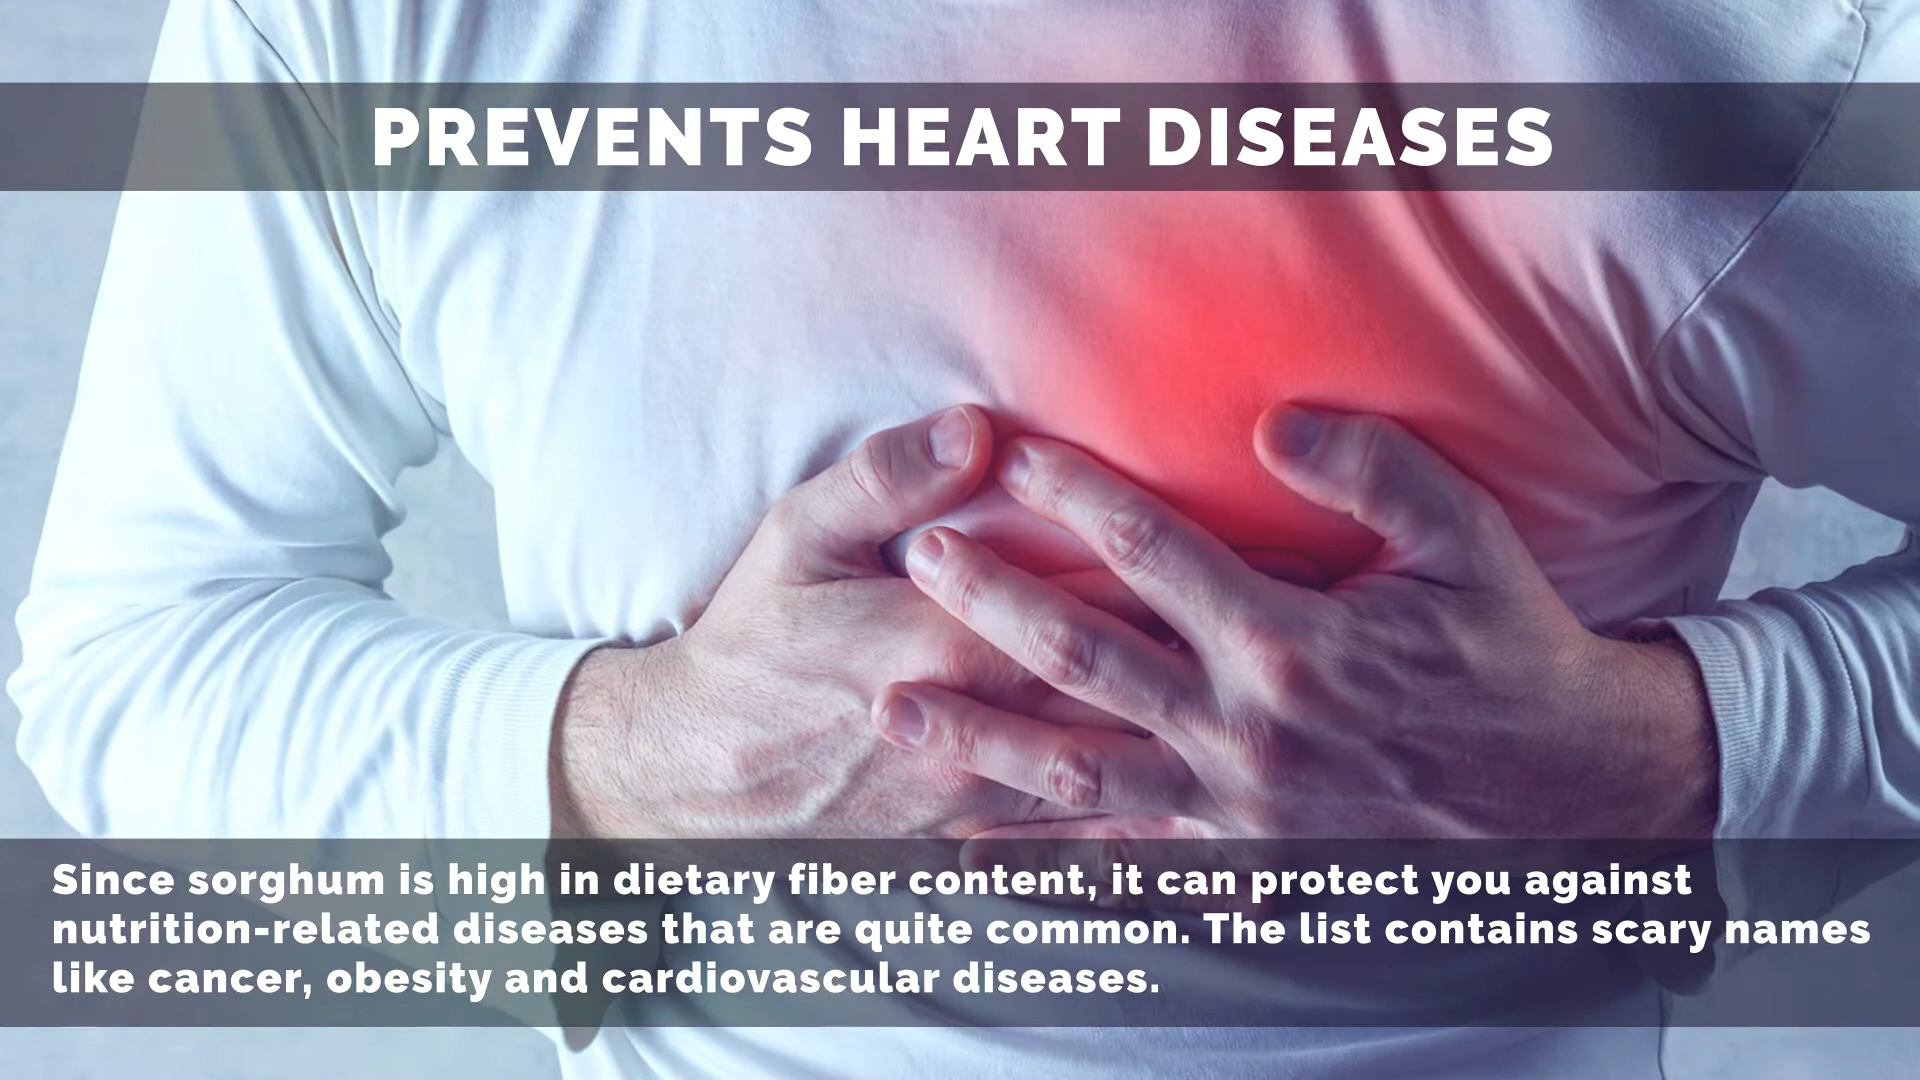 PREVENTS HEART DISEASES
Since sorghum is high in dietary fiber content, it can protect you against
nutrition-related diseases that are quite common. The list contains scary names
like cancer, obesity and cardiovascular diseases.